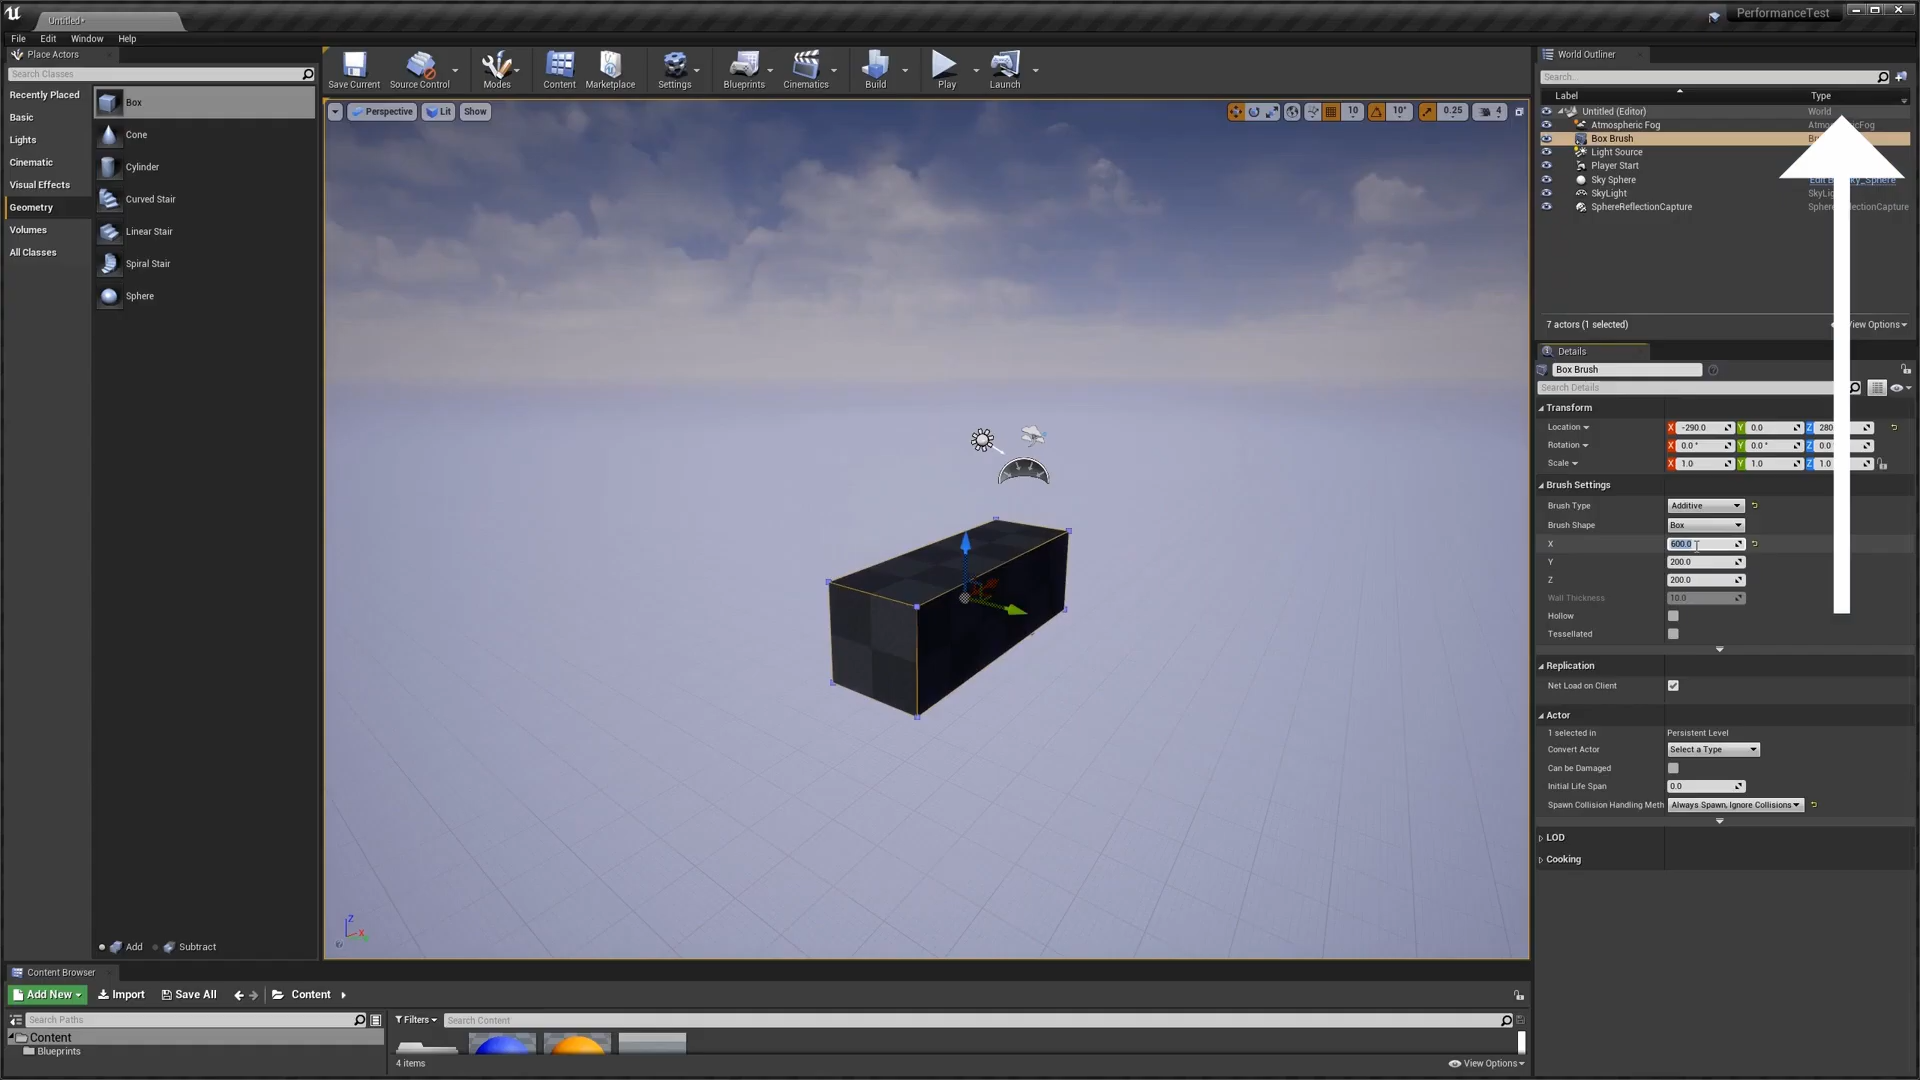 Untitled*
PerformanceTest
File Edit Window Help
Place Actors
Search Classes
Recently Placed
Basic
Lights
Cinematic
Visual Effects
Geometry
Volumes
All Classes
Box
Cone
Cylinder
Curved Stair
Linear Stair
Spiral Stair
Sphere
Add Subtract
Save Current Source Control Modes Content Marketplace Settings Blueprints Cinematics Build Play Launch
Perspective Lit Show
10 10° 0.25 4
Z
X
World Outliner
Search...
Label Type
Untitled (Editor) World
Atmospheric Fog
Box Brush
Light Source
Player Start
Sky Sphere
SkyLight
SphereReflectionCapture
7 actors (1 selected) View Options
Details
Box Brush
Search Details
Transform
Location X -290.0 Y 0.0 Z 280
Rotation X 0.0 ° Y 0.0 ° Z 0.0
Scale X 1.0 Y 1.0 Z 1.0
Brush Settings
Brush Type Additive
Brush Shape Box
X 600.0
Y 200.0
Z 200.0
Wall Thickness 10.0
Hollow
Tessellated
Replication
Net Load on Client
Actor
1 selected in Persistent Level
Convert Actor Select a Type
Can be Damaged
Initial Life Span 0.0
Spawn Collision Handling Meth Always Spawn, Ignore Collisions
LOD
Cooking
Content Browser
Add New Import Save All Content
Search Paths
Filters Search Content
Content
Blueprints
4 items View Options